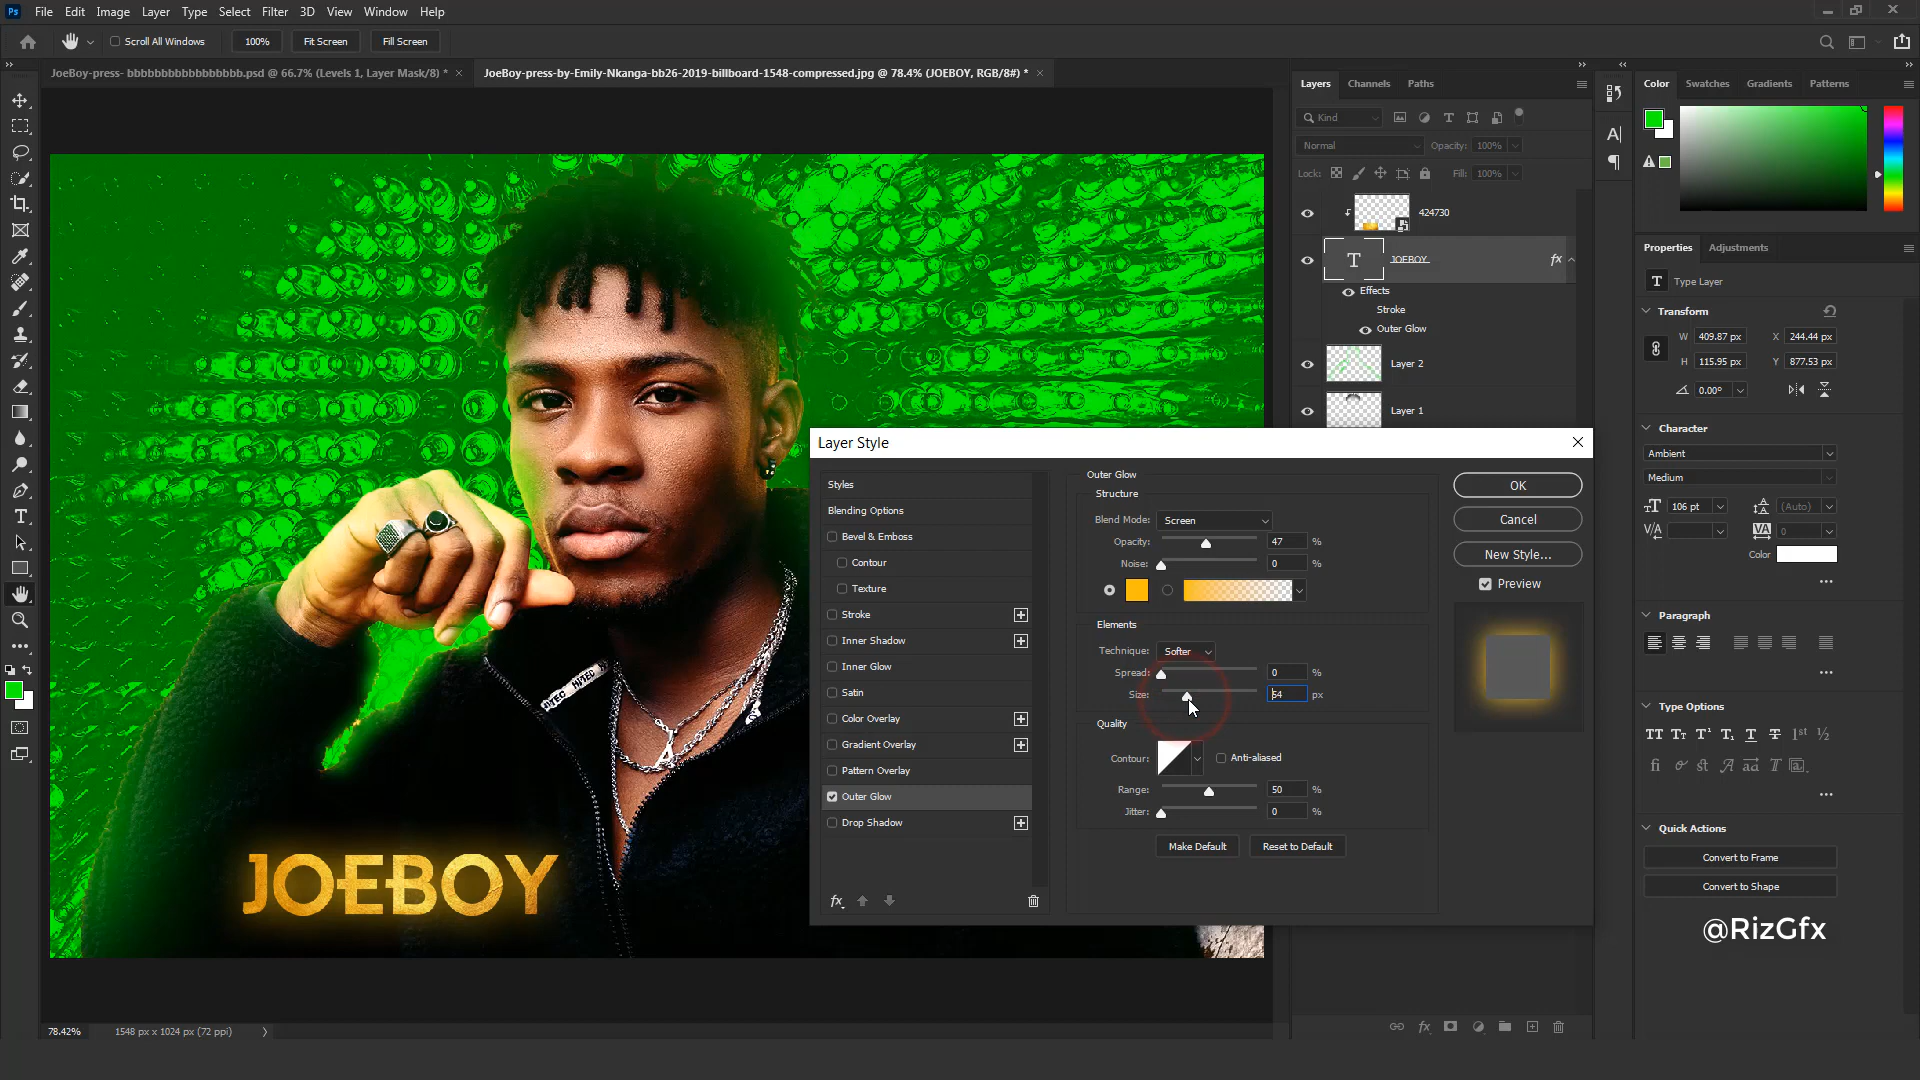 Ps File Edit Image Layer Type Select Filter 3D View Window Help
Scroll All Windows 100% Fit Screen Fill Screen
JoeBoy-press- bbbbbbbbbbbbbbbbb.psd @ 66.7% (Levels 1, Layer Mask/8) *
JoeBoy-press-by-Emily-Nkanga-bb26-2019-billboard-1548-compressed.jpg @ 78.4% (JOEBOY, RGB/8#) *
JOEBOY
78.42% 1548 px x 1024 px (72 ppi)
Layers Channels Paths
Kind
Normal Opacity: 100%
Lock: Fill: 100%
424730
JOEBOY fx
Effects
Stroke
Outer Glow
Layer 2
Layer 1
Layer Style
Styles
Blending Options
Bevel & Emboss
Contour
Texture
Stroke
Inner Shadow
Inner Glow
Satin
Color Overlay
Gradient Overlay
Pattern Overlay
Outer Glow
Drop Shadow
fx
Outer Glow
Structure
Blend Mode: Screen
Opacity: 47 %
Noise: 0 %
Elements
Technique: Softer
Spread: 0 %
Size: 54 px
Quality
Contour: Anti-aliased
Range: 50 %
Jitter: 0 %
Make Default Reset to Default
OK
Cancel
New Style...
Preview
Color Swatches Gradients Patterns
Properties Adjustments
T Type Layer
Transform
W 409.87 px X 244.44 px
H 115.95 px Y 877.53 px
0.00°
Character
Ambient
Medium
106 pt (Auto)
0
Color
Paragraph
Type Options
Quick Actions
Convert to Frame
Convert to Shape
@RizGfx